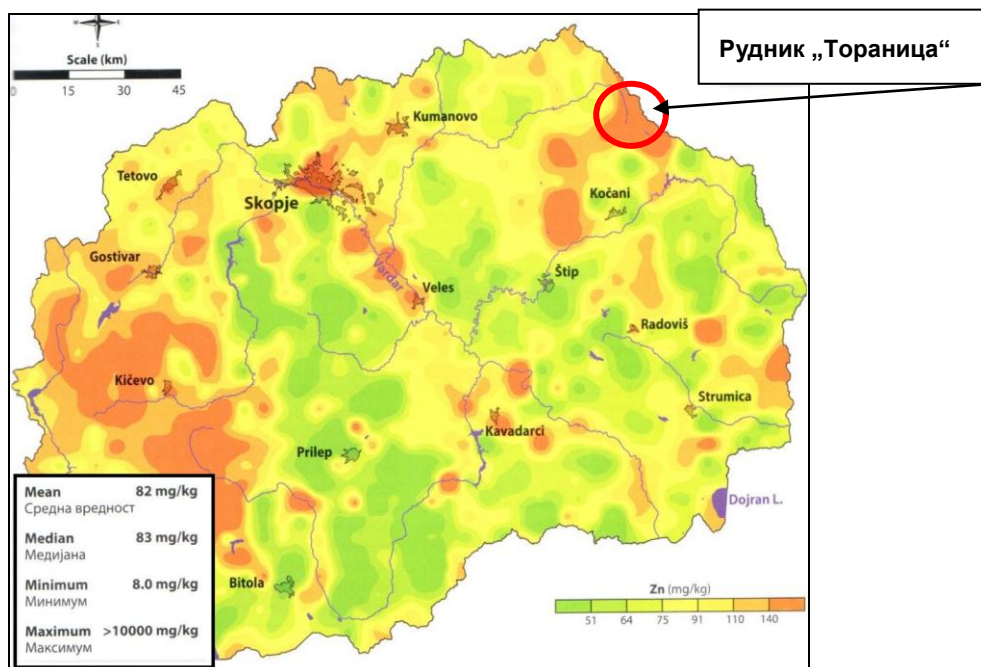 Рудник „Тораница“
Scale (km)
0 15 30 45
Kumanovo
Tetovo
Skopje
Kočani
Gostivar
Vardar
Veles
Štip
Radoviš
Kičevo
Strumica
Kavadarci
Prilep
Dojran L.
Bitola
Mean 82 mg/kg
Средна вредност
Median 83 mg/kg
Медијана
Minimum 8.0 mg/kg
Минимум
Maximum >10000 mg/kg
Максимум
Zn (mg/kg)
51 64 75 91 110 140